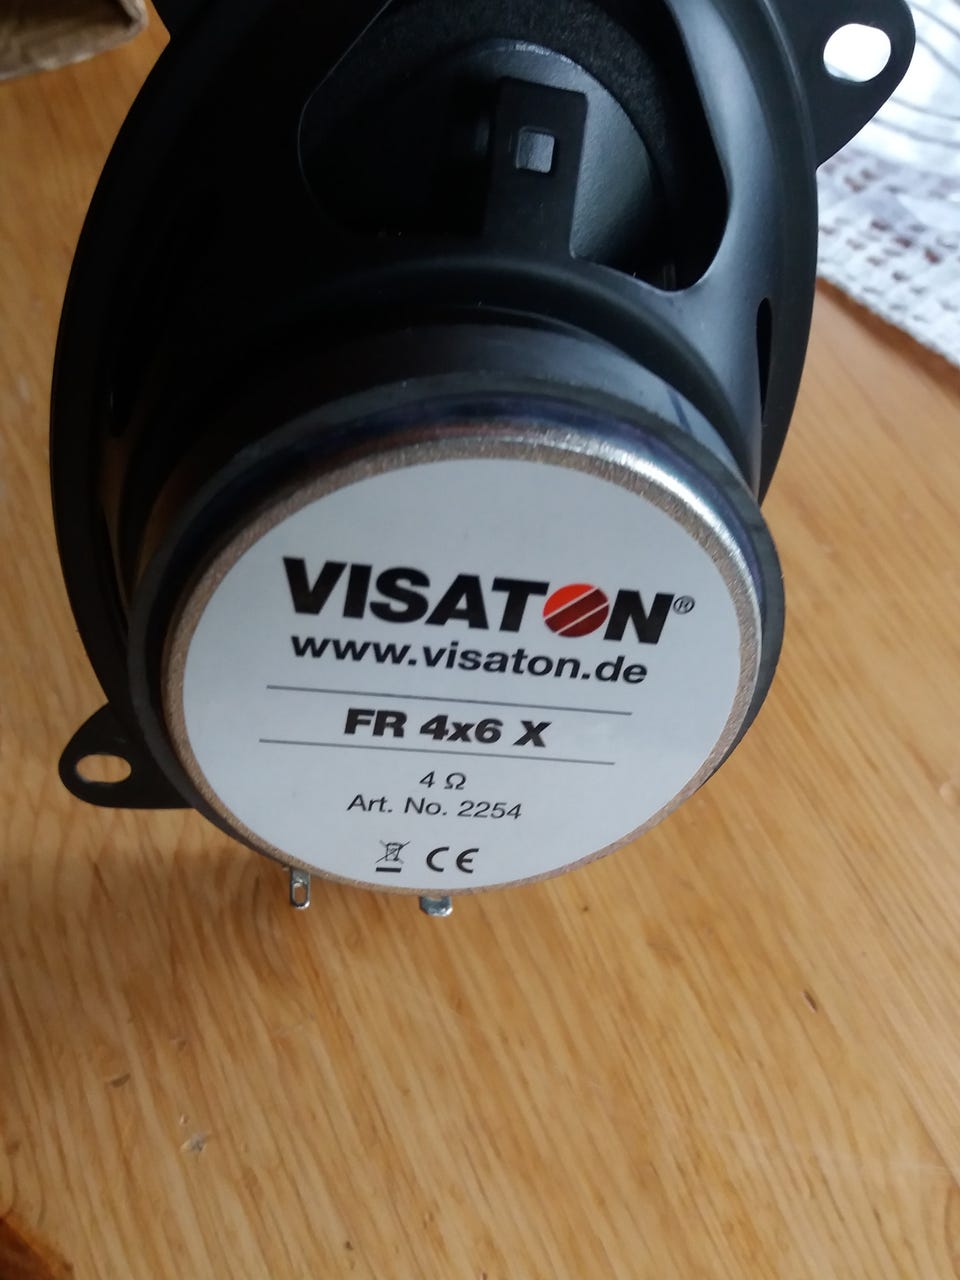 VISATON®
www.visaton.de
FR 4x6 X
4 Ω
Art. No. 2254
CE